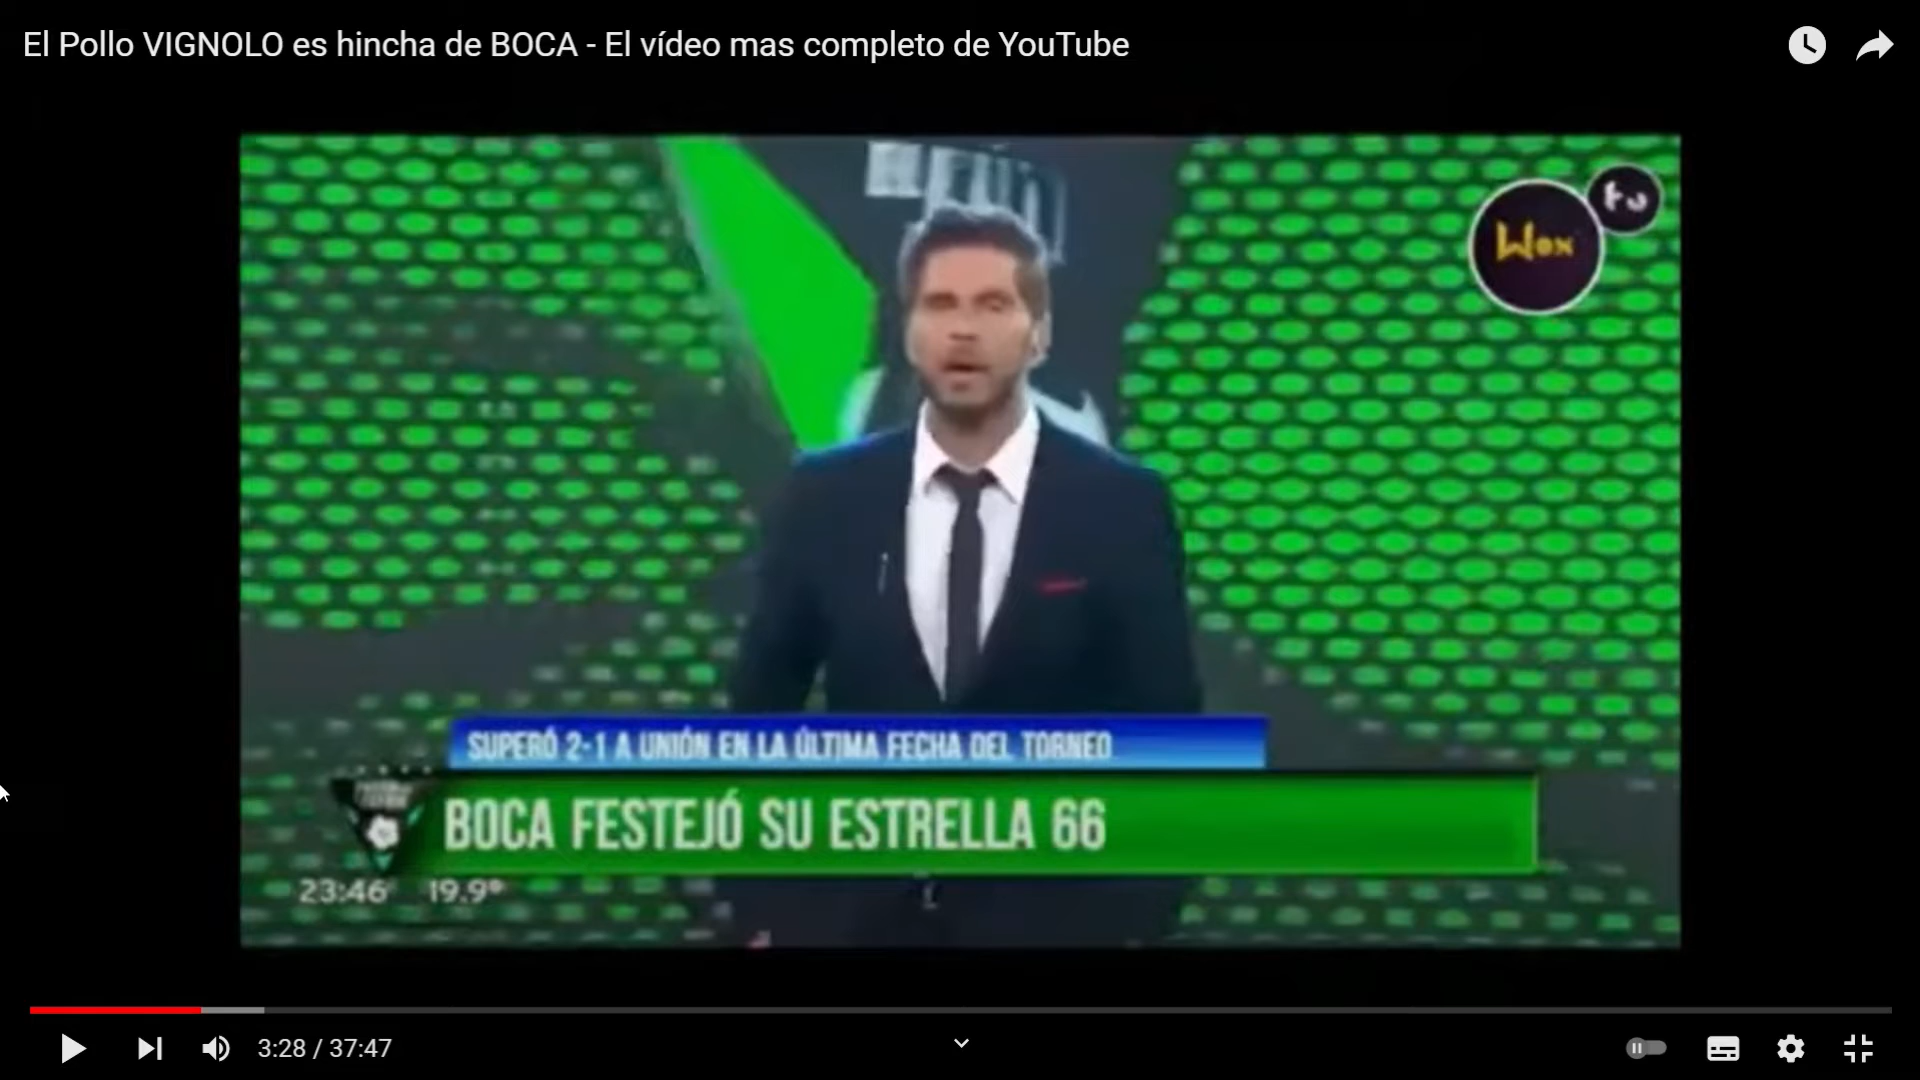 El Pollo VIGNOLO es hincha de BOCA - El vídeo mas completo de YouTube
Wox
SUPERÓ 2-1 A UNIÓN EN LA ÚLTIMA FECHA DEL TORNEO
BOCA FESTEJÓ SU ESTRELLA 66
23:46 19.9°
3:28 / 37:47